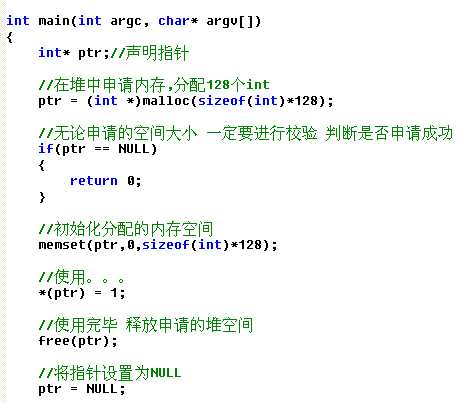 int main(int argc, char* argv[])
{
int* ptr;//声明指针
//在堆中申请内存,分配128个int
ptr = (int *)malloc(sizeof(int)*128);
//无论申请的空间大小 一定要进行校验 判断是否申请成功
if(ptr == NULL)
{
return 0;
}
//初始化分配的内存空间
memset(ptr,0,sizeof(int)*128);
//使用。。。
*(ptr) = 1;
//使用完毕 释放申请的堆空间
free(ptr);
//将指针设置为NULL
ptr = NULL;